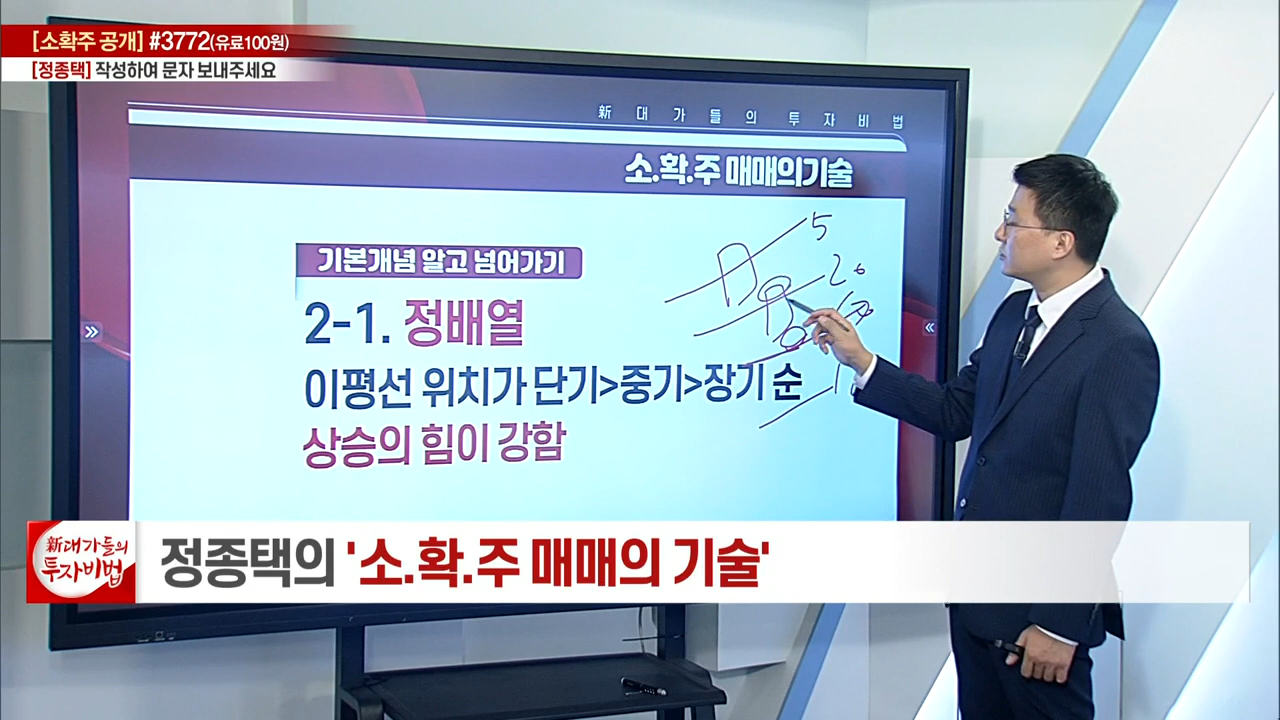 [소확주 공개] #3772(유료100원)
[정종택] 작성하여 문자 보내주세요
新 대 가 들 의 투 자 비 법
소.확.주 매매의기술
기본개념 알고 넘어가기
2-1. 정배열
이평선 위치가 단기>중기>장기 순
상승의 힘이 강함
5
20
新대가들의
투자비법
정종택의 '소.확.주 매매의 기술'